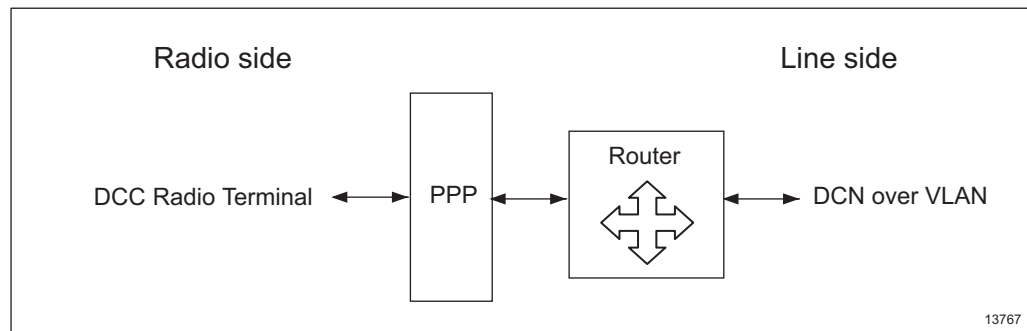 Radio side
Line side
Router
DCC Radio Terminal
PPP
DCN over VLAN
13767